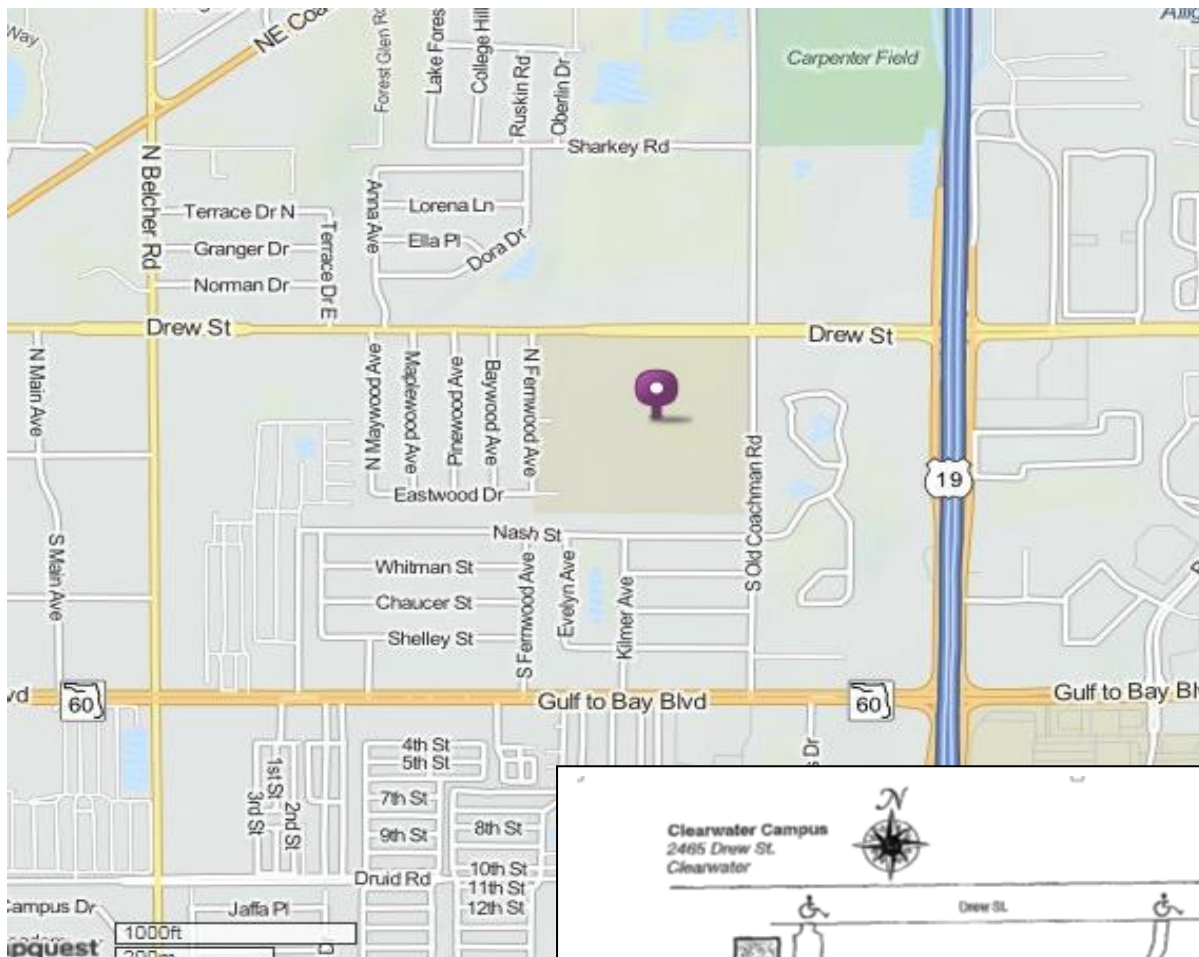 Way
NE Coa
Forest Glen Rd
Lake Fores
College Hill
Ruskin Rd
Oberlin Dr
Carpenter Field
Allig
Sharkey Rd
N Belcher Rd
Terrace Dr N
Granger Dr
Norman Dr
Terrace Dr E
Anna Ave
Lorena Ln
Ella Pl
Dora Dr
Drew St
Drew St
N Main Ave
N Maywood Ave
Maplewood Ave
Pinewood Ave
Baywood Ave
N Fernwood Ave
Eastwood Dr
S Old Coachman Rd
19
Nash St
S Main Ave
Whitman St
Chaucer St
Shelley St
S Fernwood Ave
Evelyn Ave
Kilmer Ave
vd
60
Gulf to Bay Blvd
60
Gulf to Bay Bl
s Dr
1st St
2nd St
3rd St
4th St
5th St
7th St
8th St
9th St
10th St
11th St
12th St
Druid Rd
Campus Dr
Jaffa Pl
1000ft
apquest
200m
N
Clearwater Campus
2465 Drew St.
Clearwater
Drew St.